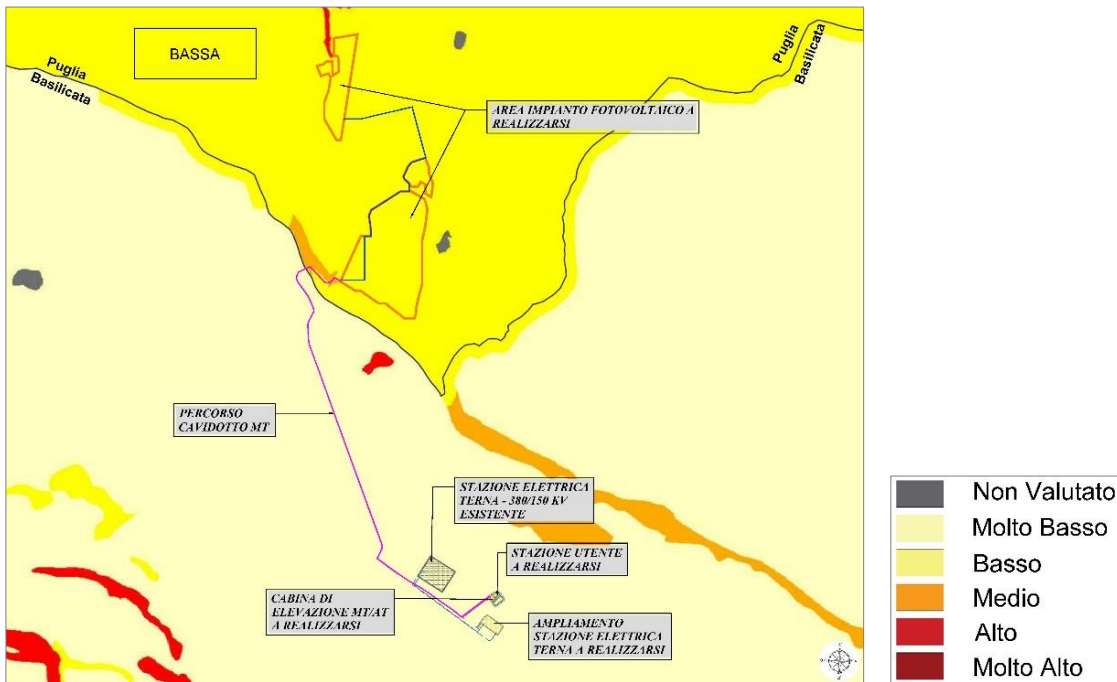 BASSA
Puglia
Basilicata
Puglia
Basilicata
AREA IMPIANTO FOTOVOLTAICO A
REALIZZARSI
PERCORSO
CAVIDOTTO MT
STAZIONE ELETTRICA
TERNA - 380/150 KV
ESISTENTE
STAZIONE UTENTE
A REALIZZARSI
CABINA DI
ELEVAZIONE MT/AT
A REALIZZARSI
AMPLIAMENTO
STAZIONE ELETTRICA
TERNA A REALIZZARSI
Non Valutato
Molto Basso
Basso
Medio
Alto
Molto Alto